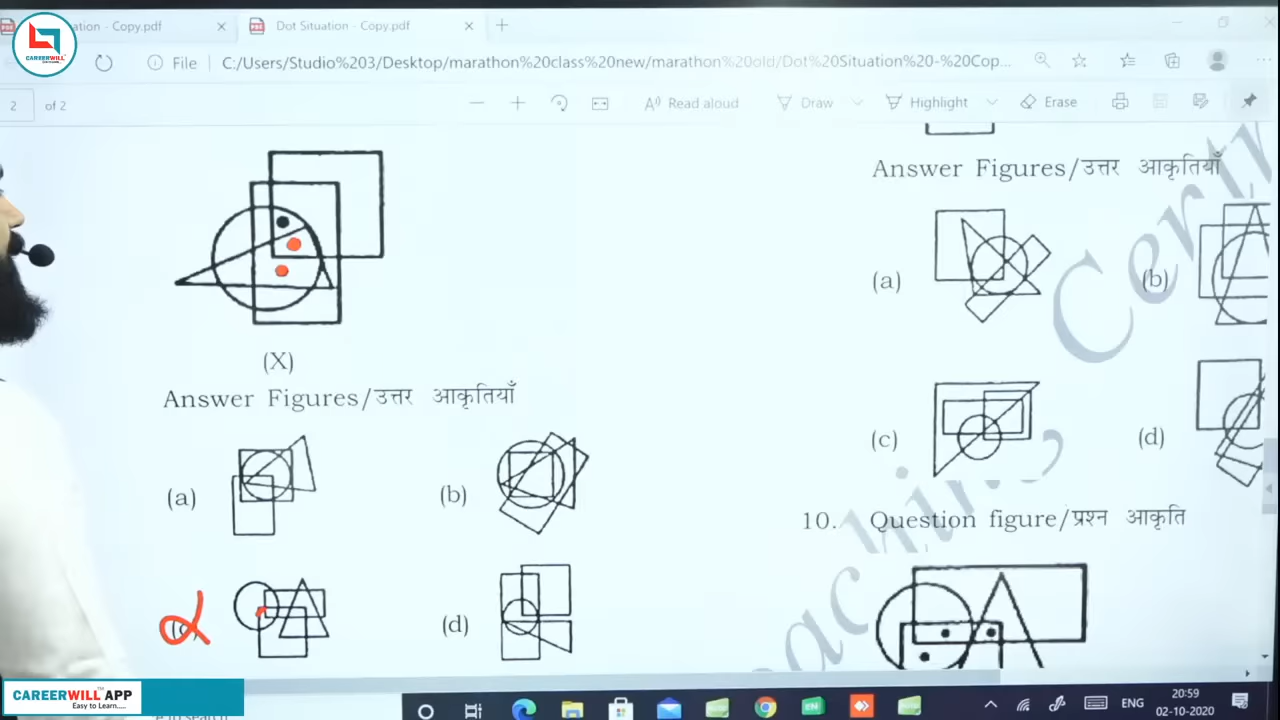 CAREERWILL
ation - Copy.pdf
Dot Situation - Copy.pdf
File
C:/Users/Studio%203/Desktop/marathon%20class%20new/marathon%20old/Dot%20Situation%20-%20Cop...
2
of 2
Read aloud
Draw
Highlight
Erase
(X)
Answer Figures/उत्तर आकृतियाँ
(a)
(b)
(d)
Answer Figures/उत्तर आकृतियाँ
(a)
(b)
(c)
(d)
10. Question figure/प्रश्न आकृति
CAREERWILL APP
Easy to Learn.....
ENG
20:59
02-10-2020